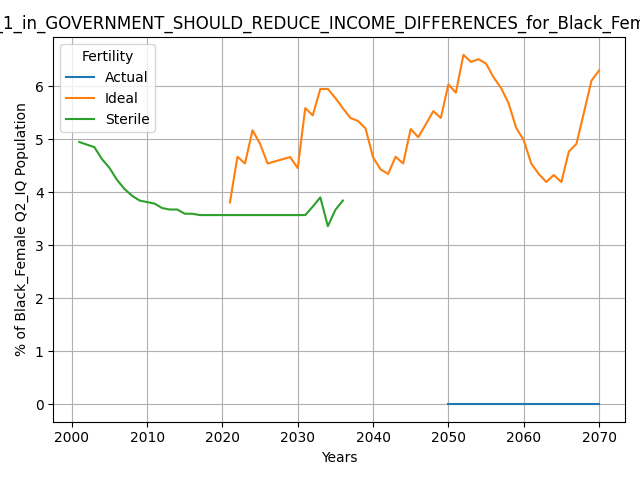 _1_in_GOVERNMENT_SHOULD_REDUCE_INCOME_DIFFERENCES_for_Black_Fem
Fertility
Actual
Ideal
Sterile
% of Black_Female Q2_IQ Population
6
5
4
3
2
1
0
2000 2010 2020 2030 2040 2050 2060 2070
Years